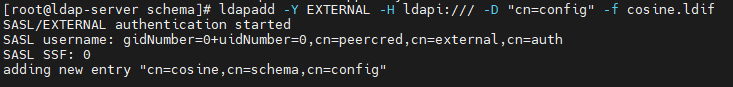 [root@ldap-server schema]# ldapadd -Y EXTERNAL -H ldapi:/// -D "cn=config" -f cosine.ldif
SASL/EXTERNAL authentication started
SASL username: gidNumber=0+uidNumber=0,cn=peercred,cn=external,cn=auth
SASL SSF: 0
adding new entry "cn=cosine,cn=schema,cn=config"